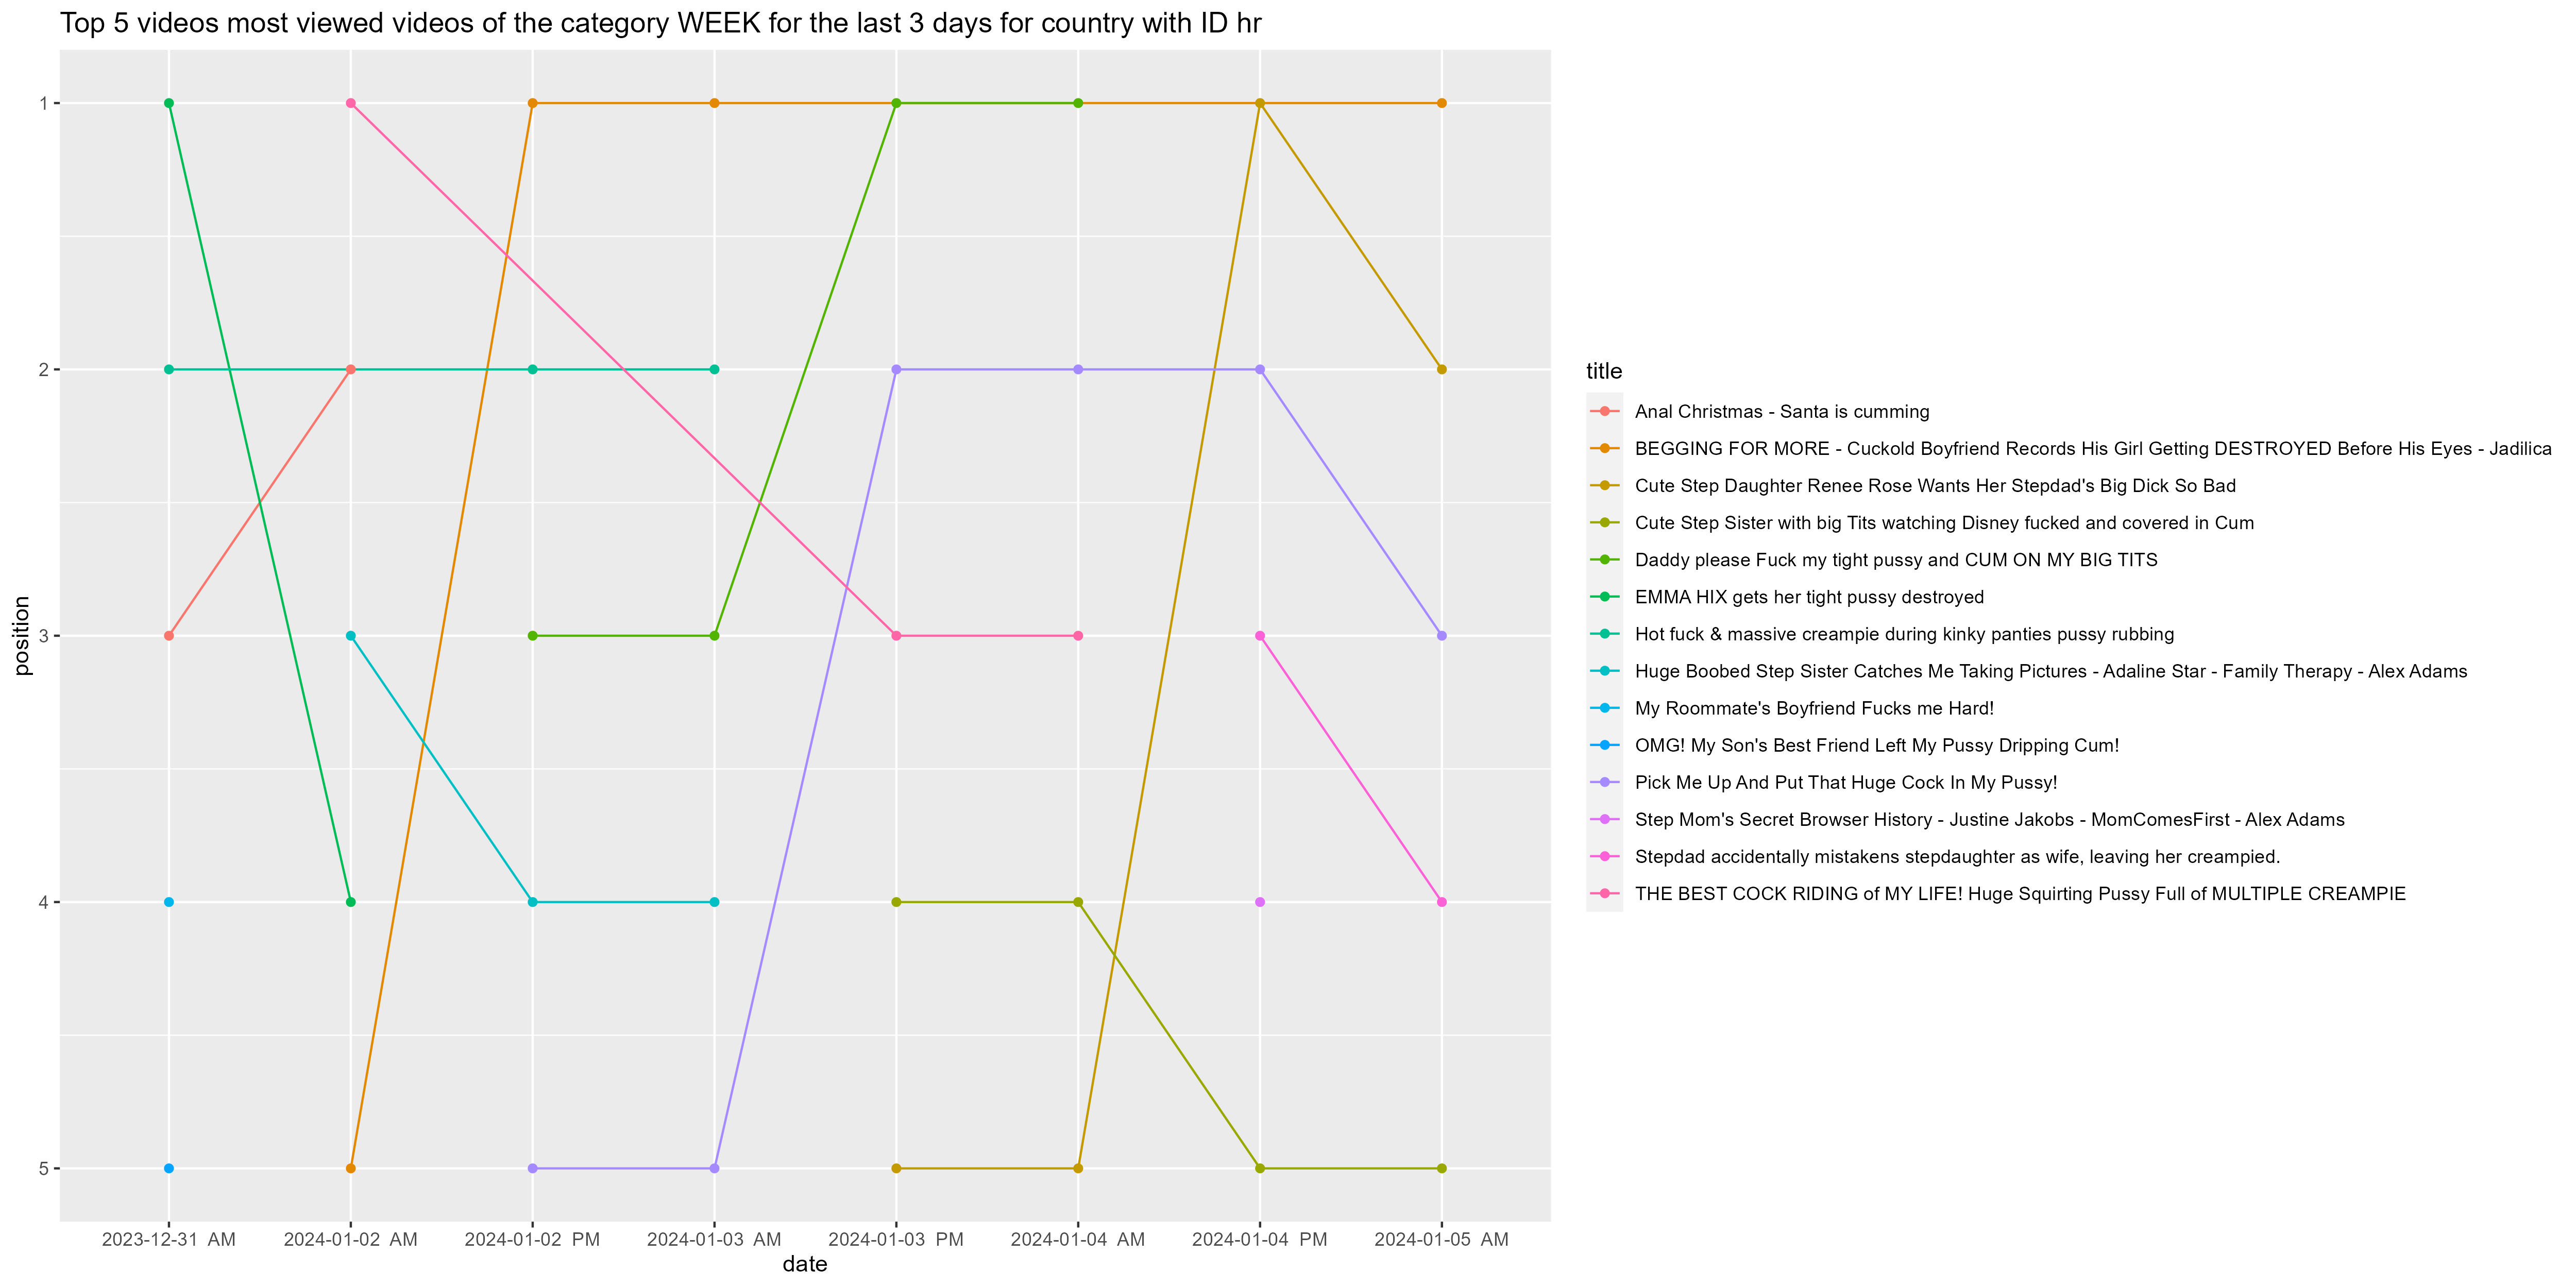 Top 5 videos most viewed videos of the category WEEK for the last 3 days for country with ID hr
position
1
2
3
4
5
2023-12-31 AM
2024-01-02 AM
2024-01-02 PM
2024-01-03 AM
2024-01-03 PM
2024-01-04 AM
2024-01-04 PM
2024-01-05 AM
date
title
Anal Christmas - Santa is cumming
BEGGING FOR MORE - Cuckold Boyfriend Records His Girl Getting DESTROYED Before His Eyes - Jadilica
Cute Step Daughter Renee Rose Wants Her Stepdad's Big Dick So Bad
Cute Step Sister with big Tits watching Disney fucked and covered in Cum
Daddy please Fuck my tight pussy and CUM ON MY BIG TITS
EMMA HIX gets her tight pussy destroyed
Hot fuck & massive creampie during kinky panties pussy rubbing
Huge Boobed Step Sister Catches Me Taking Pictures - Adaline Star - Family Therapy - Alex Adams
My Roommate's Boyfriend Fucks me Hard!
OMG! My Son's Best Friend Left My Pussy Dripping Cum!
Pick Me Up And Put That Huge Cock In My Pussy!
Step Mom's Secret Browser History - Justine Jakobs - MomComesFirst - Alex Adams
Stepdad accidentally mistakens stepdaughter as wife, leaving her creampied.
THE BEST COCK RIDING of MY LIFE! Huge Squirting Pussy Full of MULTIPLE CREAMPIE